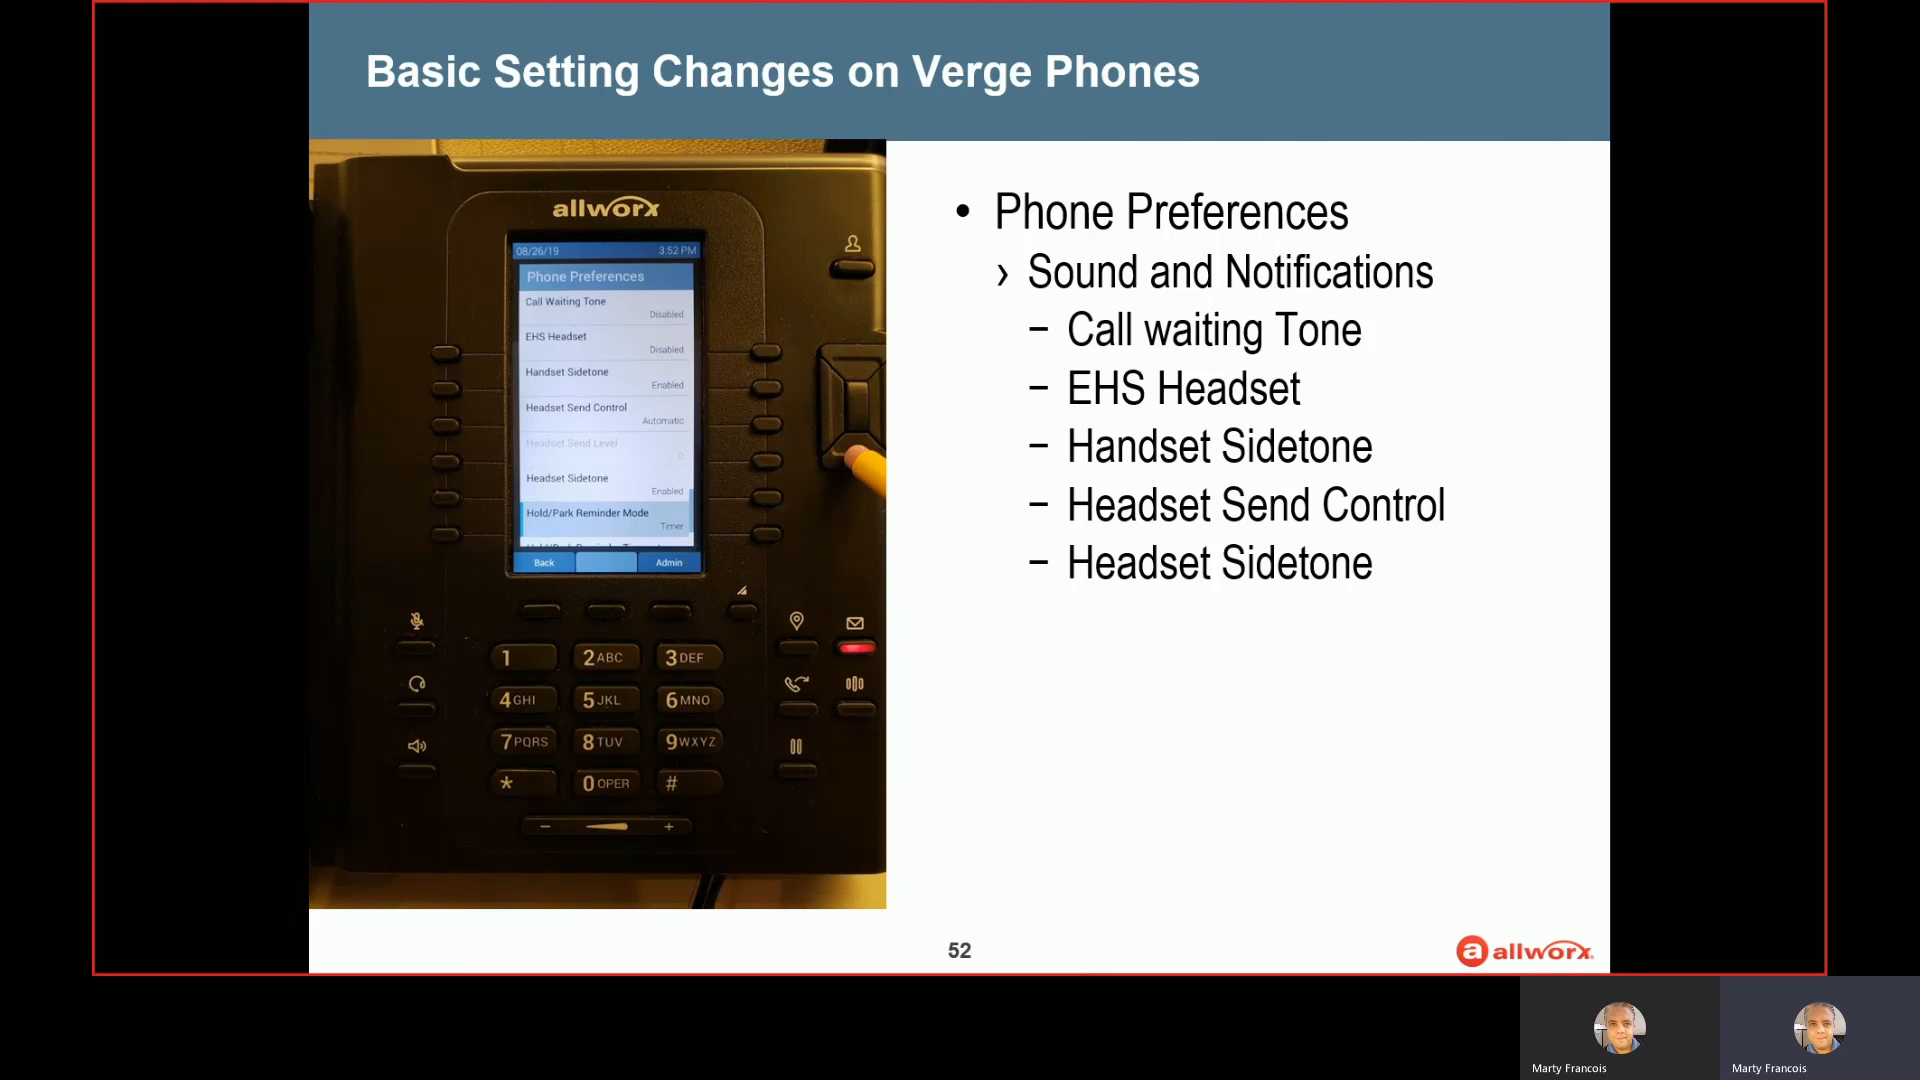 Basic Setting Changes on Verge Phones
allworx
08/26/19 3:52 PM
Phone Preferences
Call Waiting Tone
Disabled
EHS Headset
Disabled
Handset Sidetone
Enabled
Headset Send Control
Automatic
Headset Send Level
0
Headset Sidetone
Enabled
Hold/Park Reminder Mode
Timer
Back Admin
1 2 ABC 3 DEF
4 GHI 5 JKL 6 MNO
7 PQRS 8 TUV 9 WXYZ
* 0 OPER #
− +
• Phone Preferences
› Sound and Notifications
− Call waiting Tone
− EHS Headset
− Handset Sidetone
− Headset Send Control
− Headset Sidetone
52
a allworx
Marty Francois
Marty Francois